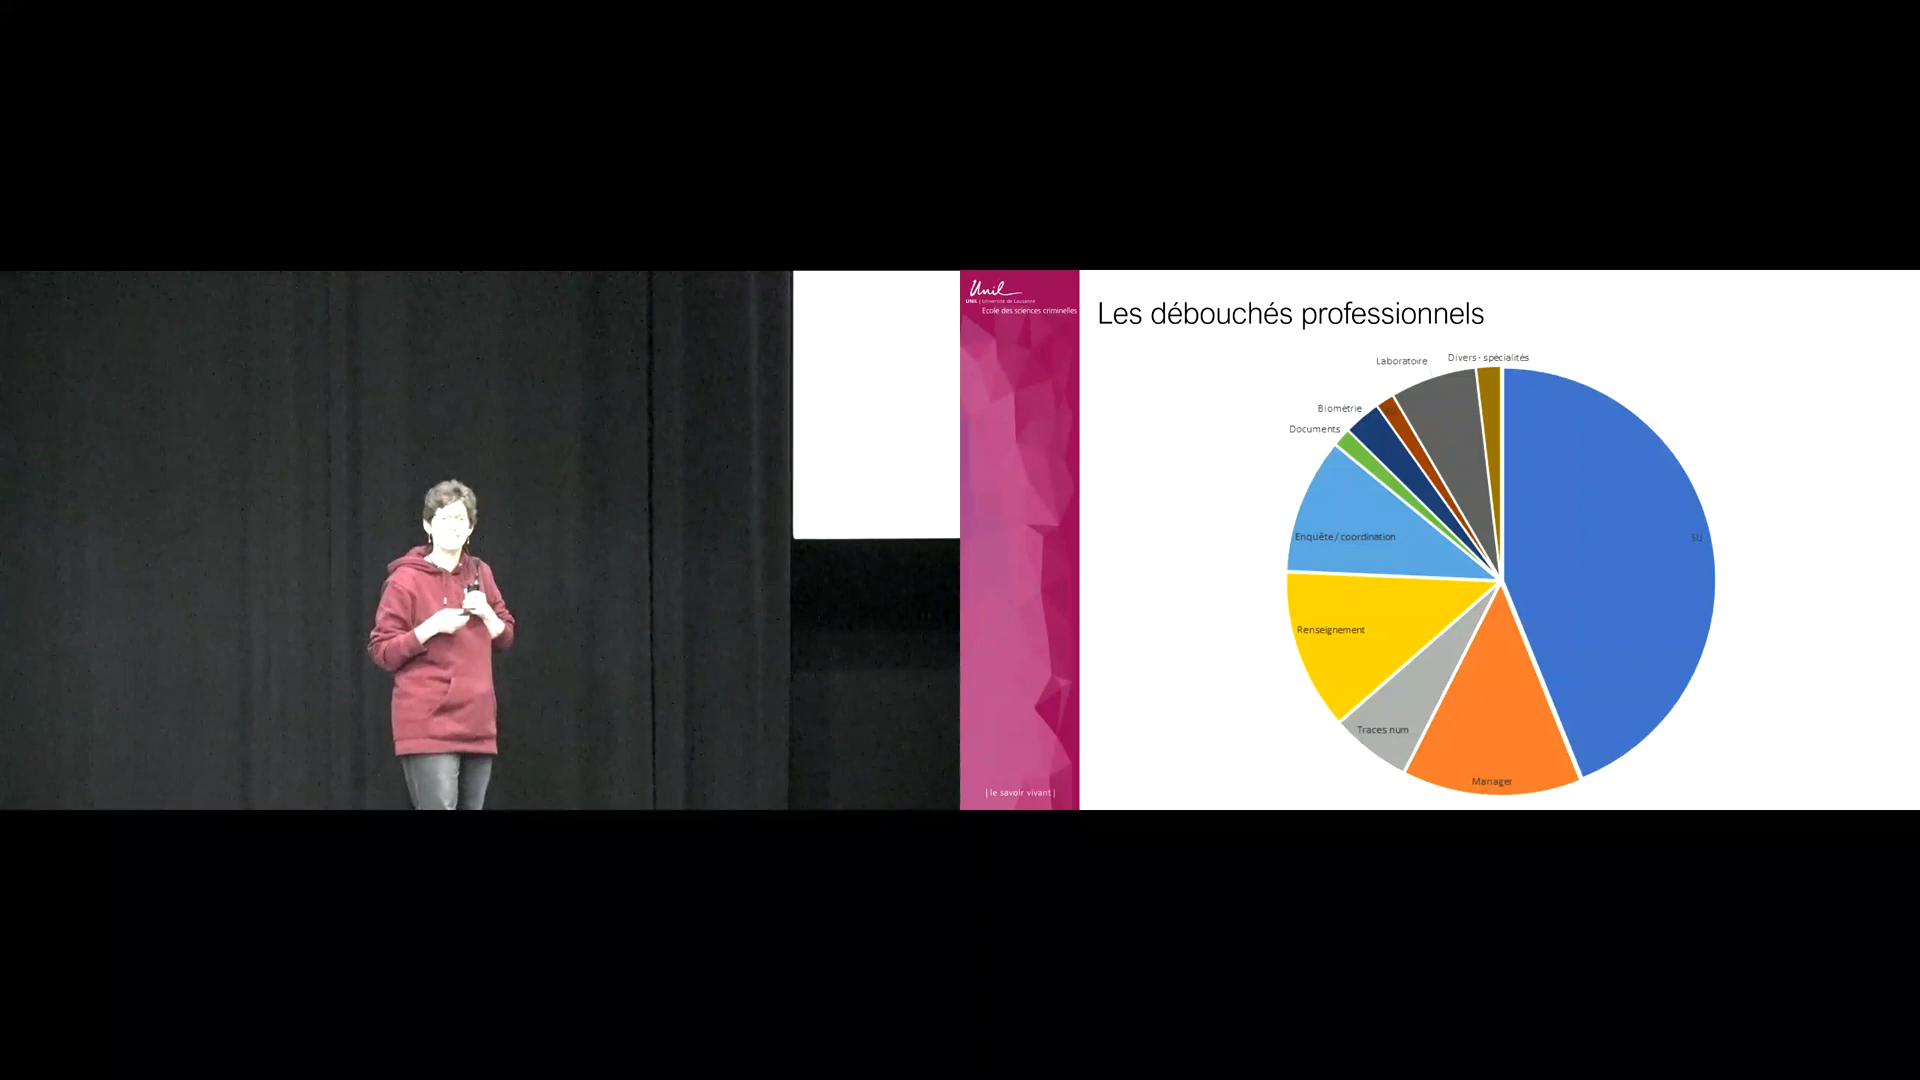 Unil
UNIL | Université de Lausanne
Ecole des sciences criminelles
Les débouchés professionnels
Laboratoire
Divers - spécialités
Biométrie
Documents
Enquête / coordination
SIJ
Renseignement
Traces num
Manager
| le savoir vivant |